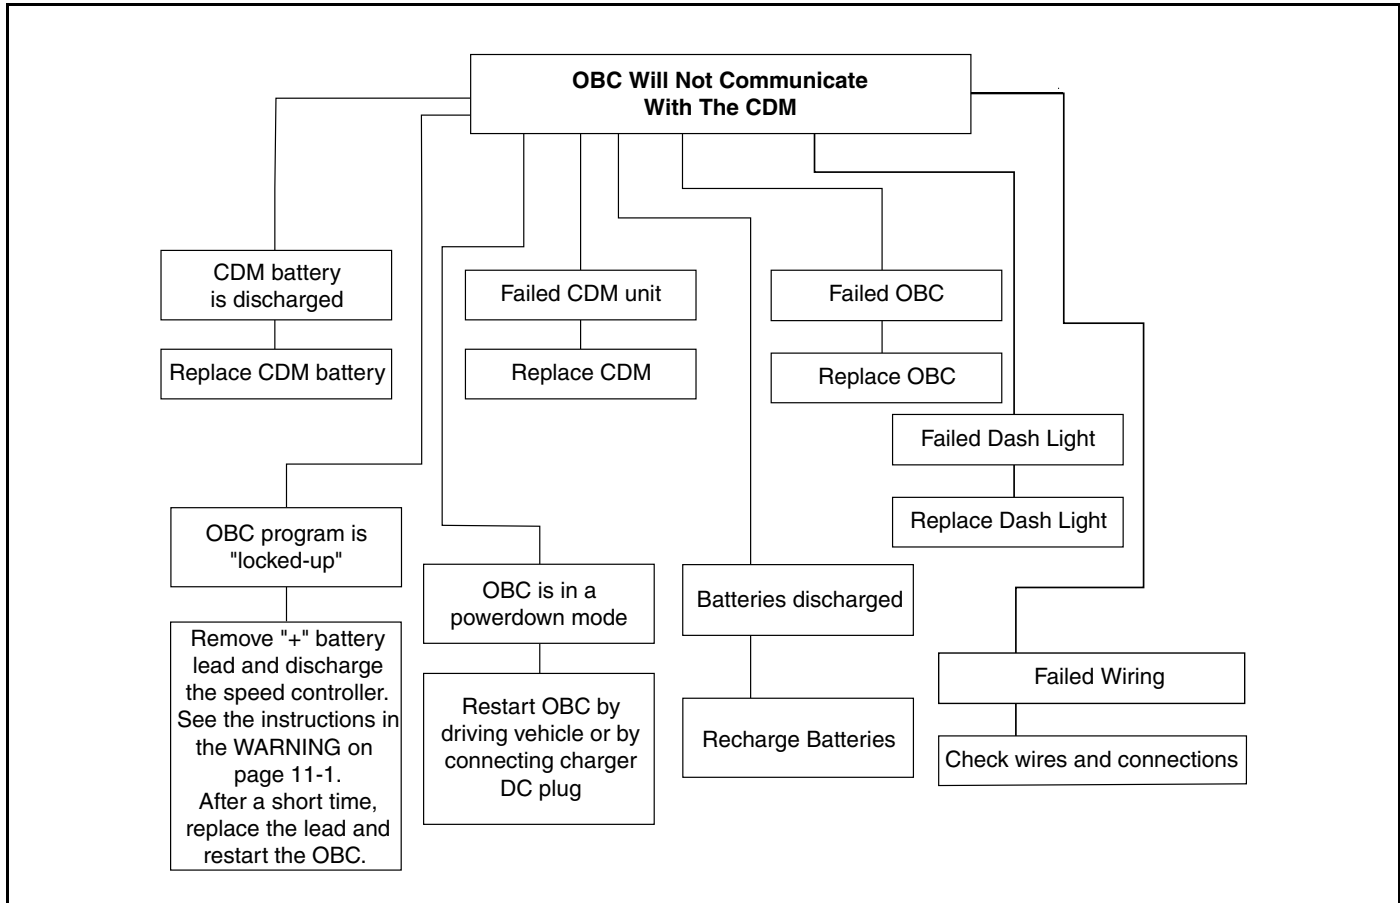 OBC Will Not Communicate
With The CDM
CDM battery
is discharged
Replace CDM battery
Failed CDM unit
Replace CDM
Failed OBC
Replace OBC
Failed Dash Light
Replace Dash Light
OBC program is
"locked-up"
Remove "+" battery
lead and discharge
the speed controller.
See the instructions in
the WARNING on
page 11-1.
After a short time,
replace the lead and
restart the OBC.
OBC is in a
powerdown mode
Restart OBC by
driving vehicle or by
connecting charger
DC plug
Batteries discharged
Recharge Batteries
Failed Wiring
Check wires and connections